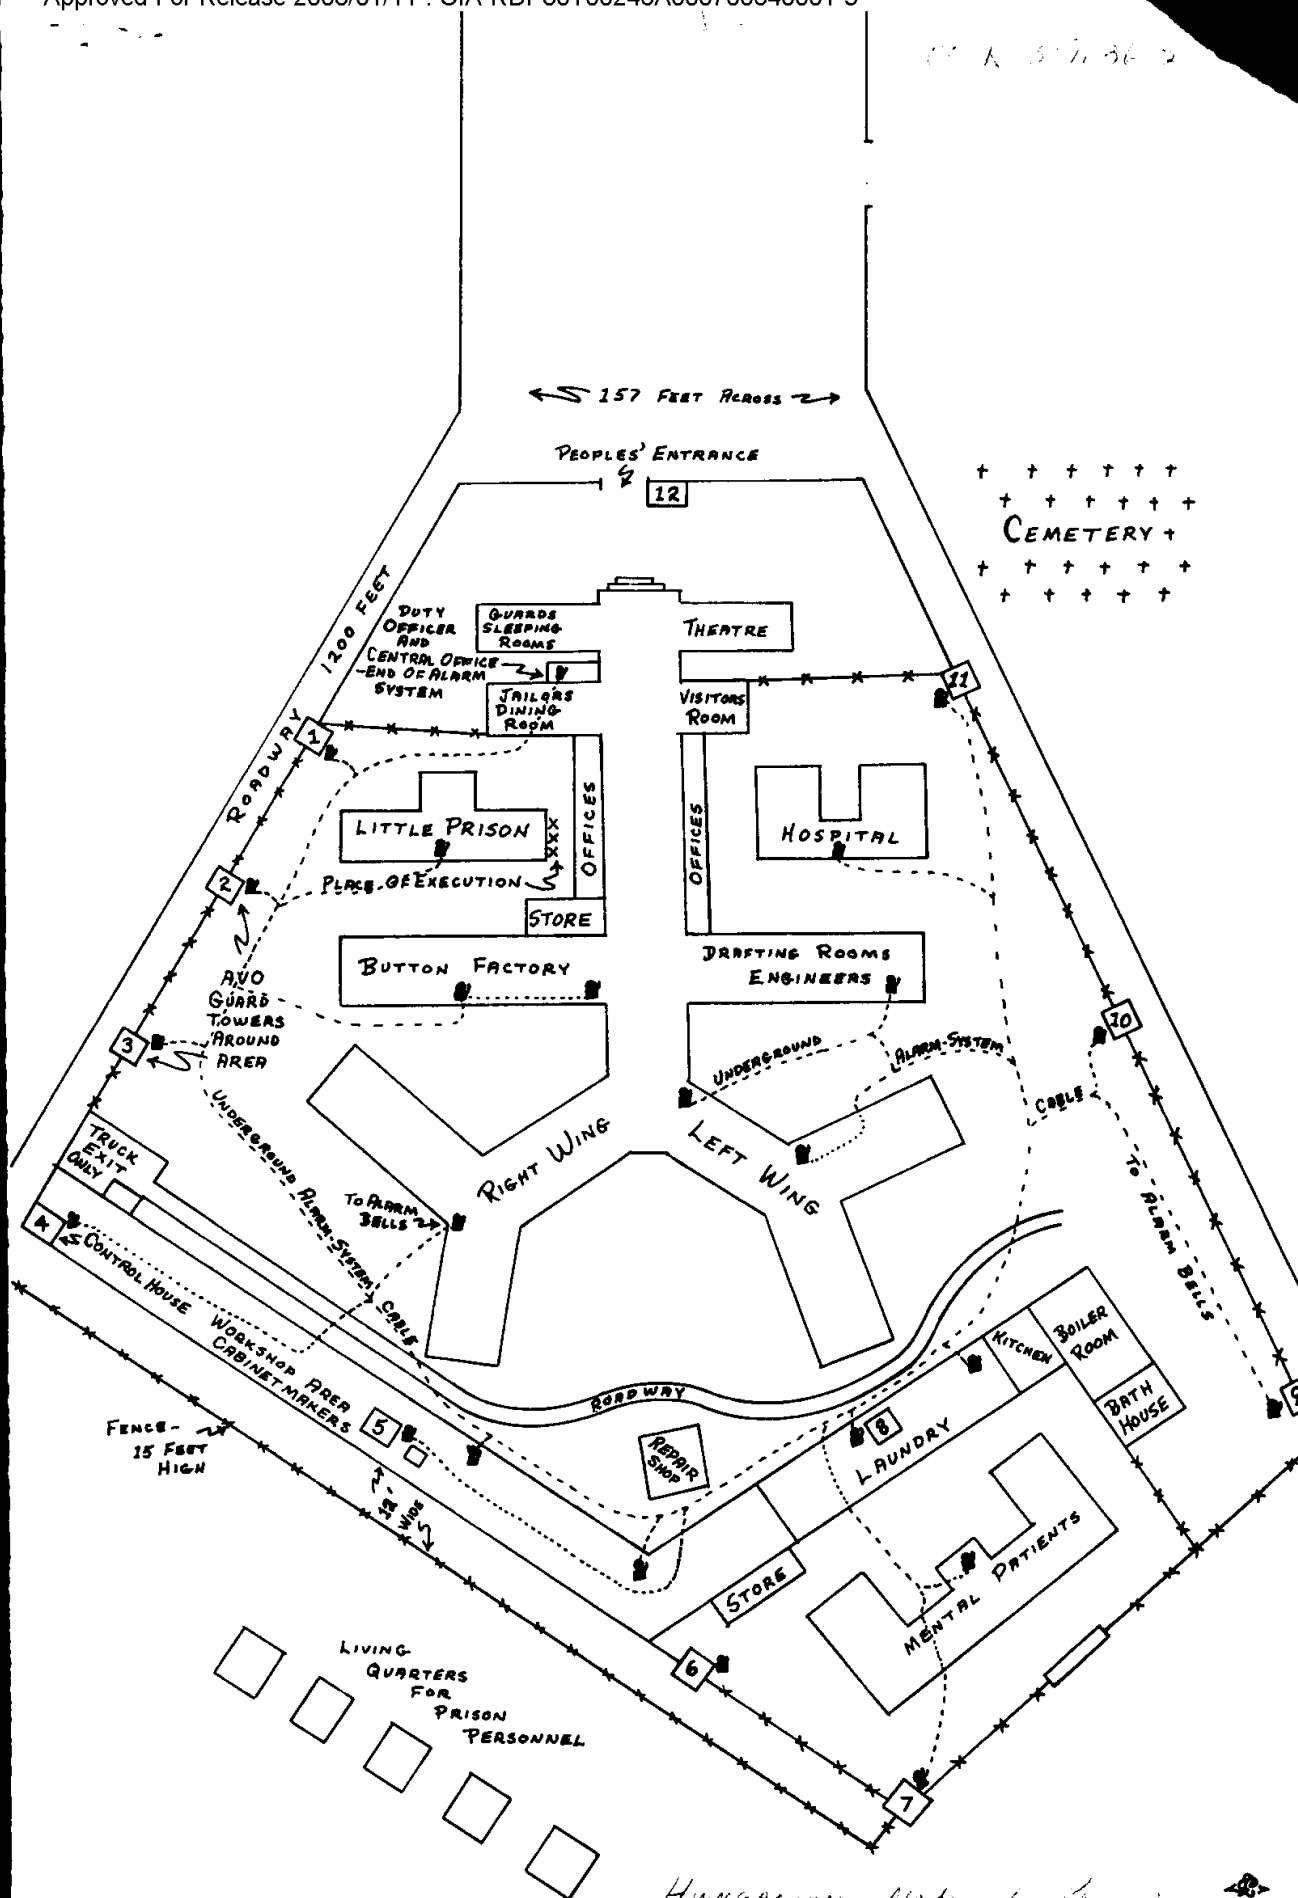 Approved For Release
157 FEET ACROSS
PEOPLES' ENTRANCE
12
CEMETERY
1200 FEET
ROADWAY
DUTY
OFFICER
AND
CENTRAL OFFICE
END OF ALARM
SYSTEM
GUARDS
SLEEPING
ROOMS
THEATRE
JAILORS
DINING
ROOM
VISITORS
ROOM
11
1
OFFICES
OFFICES
LITTLE PRISON
XXXX
HOSPITAL
2
PLACE OF EXECUTION
STORE
BUTTON FACTORY
DRAFTING ROOMS
ENGINEERS
AVO
GUARD
TOWERS
AROUND
AREA
3
10
UNDERGROUND
ALARM-SYSTEM
CABLE
TO ALARM BELLS
UNDERGROUND ALARM-SYSTEM CABLE
RIGHT WING
LEFT WING
TRUCK
EXIT
ONLY
TO ALARM
BELLS
4
CONTROL HOUSE
WORKSHOP AREA
CABINETMAKERS
5
ROADWAY
REPAIR
SHOP
8
LAUNDRY
KITCHEN
BOILER
ROOM
BATH
HOUSE
9
FENCE-
15 FEET
HIGH
12'
WIDE
STORE
MENTAL PATIENTS
6
7
LIVING
QUARTERS
FOR
PRISON
PERSONNEL